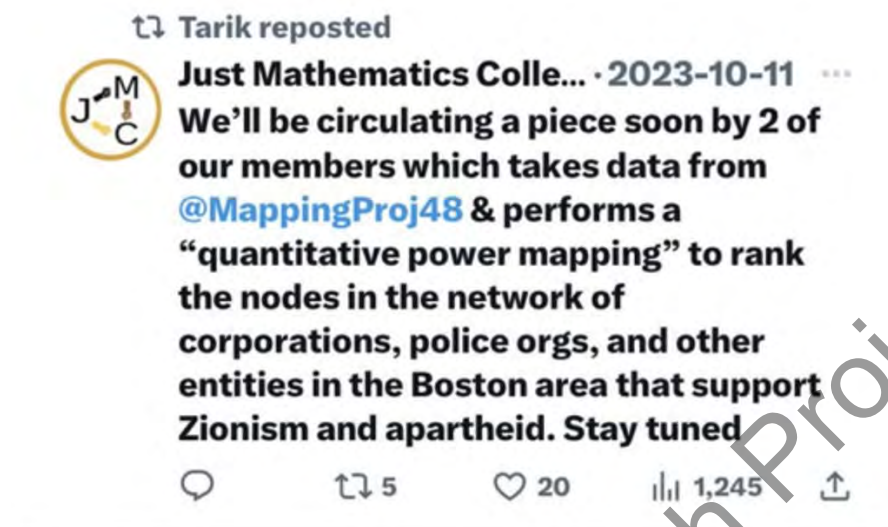 Tarik reposted
Just Mathematics Colle... · 2023-10-11 ...
J M C
We’ll be circulating a piece soon by 2 of
our members which takes data from
@MappingProj48 & performs a
“quantitative power mapping” to rank
the nodes in the network of
corporations, police orgs, and other
entities in the Boston area that support
Zionism and apartheid. Stay tuned
5 20 1,245
h Proj